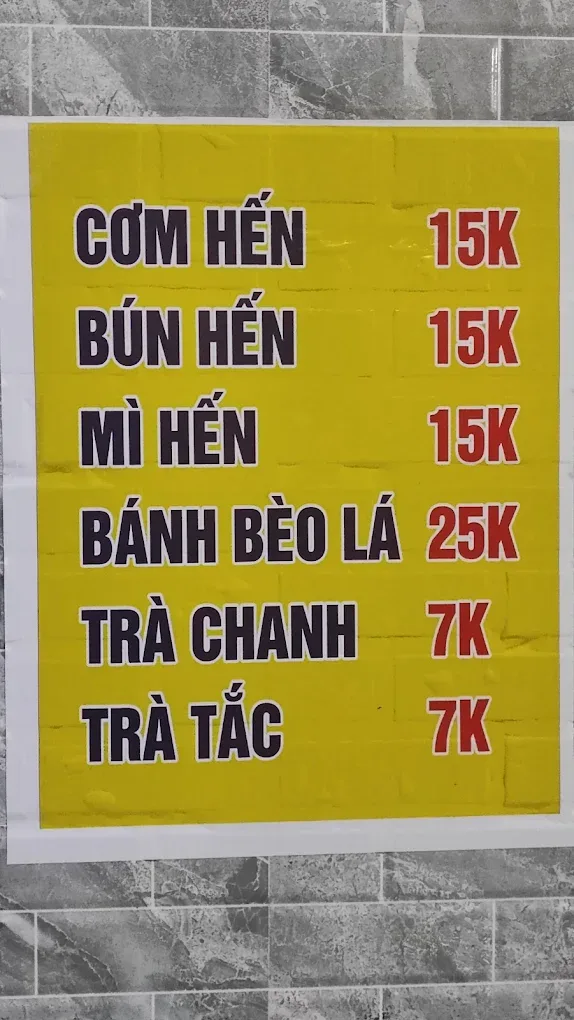 CƠM HẾN 15K
BÚN HẾN 15K
MÌ HẾN 15K
BÁNH BÈO LÁ 25K
TRÀ CHANH 7K
TRÀ TẮC 7K